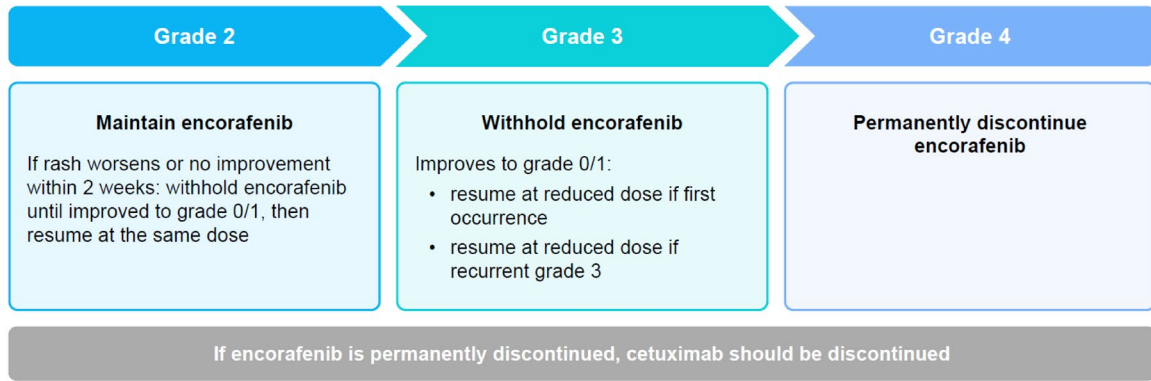 Grade 2
Grade 3
Grade 4
Maintain encorafenib
If rash worsens or no improvement
within 2 weeks: withhold encorafenib
until improved to grade 0/1, then
resume at the same dose
Withhold encorafenib
Improves to grade 0/1:
• resume at reduced dose if first
occurrence
• resume at reduced dose if
recurrent grade 3
Permanently discontinue
encorafenib
If encorafenib is permanently discontinued, cetuximab should be discontinued